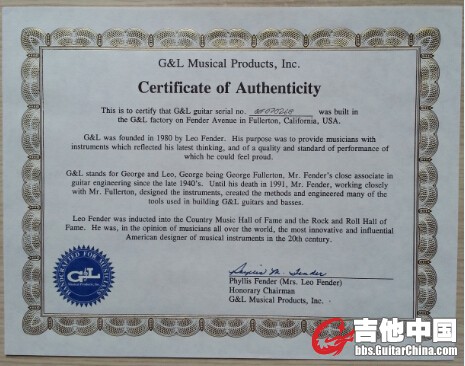 G&L Musical Products, Inc.
Certificate of Authenticity
This is to certify that G&L guitar serial no. was built in
the G&L factory on Fender Avenue in Fullerton, California, USA.
G&L was founded in 1980 by Leo Fender. His purpose was to provide musicians with
instruments which reflected his latest thinking, and of a quality and standard of performance of
which he could feel proud.
G&L stands for George and Leo, George being George Fullerton, Mr. Fender's close associate in
guitar engineering since the late 1940's. Until his death in 1991, Mr. Fender, working closely
with Mr. Fullerton, designed the instruments, created the methods and engineered many of the
tools used in building G&L guitars and basses.
Leo Fender was inducted into the Country Music Hall of Fame and the Rock and Roll Hall of
Fame. He was, in the opinion of musicians all over the world, the most innovative and influential
American designer of musical instruments in the 20th century.
Phyllis M. Fender
Phyllis Fender (Mrs. Leo Fender)
Honorary Chairman
G&L Musical Products, Inc.
G&L
吉他中国
bbs.GuitarChina.com